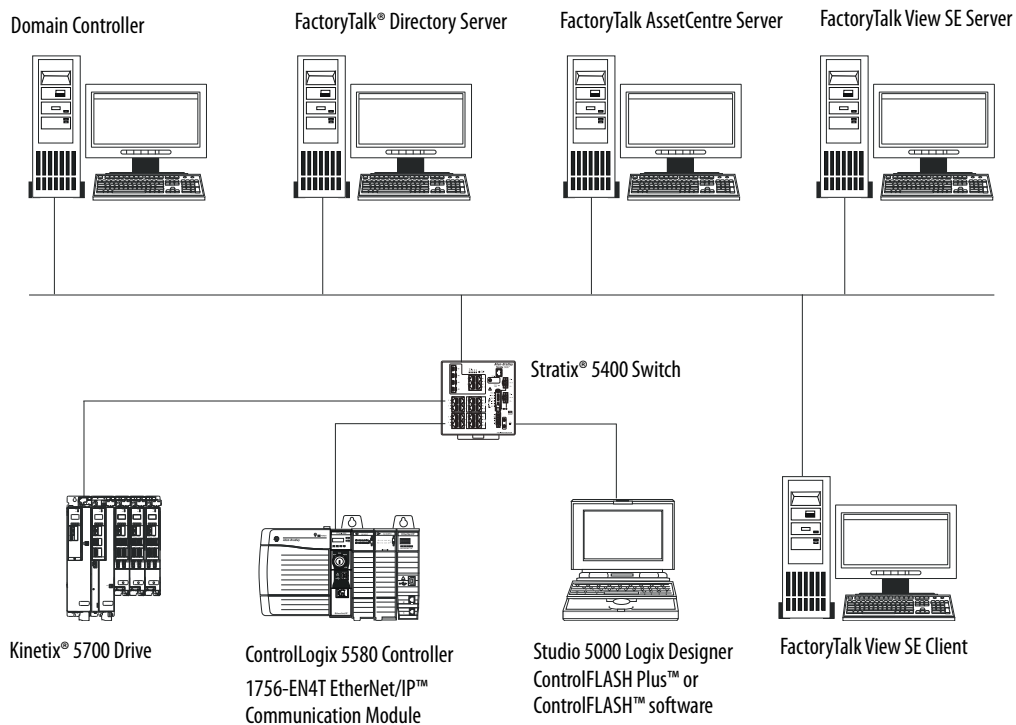 Domain Controller
FactoryTalk® Directory Server
FactoryTalk AssetCentre Server
FactoryTalk View SE Server
Stratix® 5400 Switch
Kinetix® 5700 Drive
ControlLogix 5580 Controller
1756-EN4T EtherNet/IP™
Communication Module
Studio 5000 Logix Designer
ControlFLASH Plus™ or
ControlFLASH™ software
FactoryTalk View SE Client